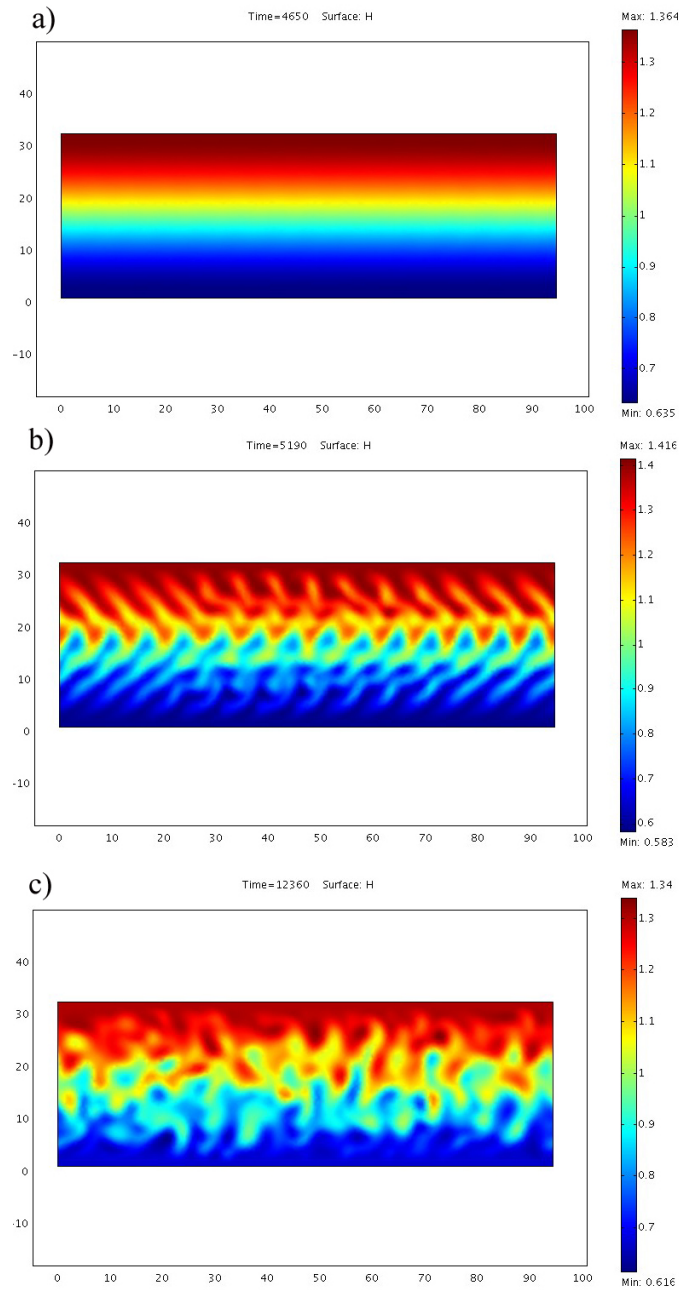 a)
Time=4650 Surface: H
Max: 1.364
40
30
20
10
0
-10
0 10 20 30 40 50 60 70 80 90 100
1.3
1.2
1.1
1
0.9
0.8
0.7
Min: 0.635
b)
Time=5190 Surface: H
Max: 1.416
40
30
20
10
0
-10
0 10 20 30 40 50 60 70 80 90 100
1.4
1.3
1.2
1.1
1
0.9
0.8
0.7
0.6
Min: 0.583
c)
Time=12360 Surface: H
Max: 1.34
40
30
20
10
0
-10
0 10 20 30 40 50 60 70 80 90 100
1.3
1.2
1.1
1
0.9
0.8
0.7
Min: 0.616